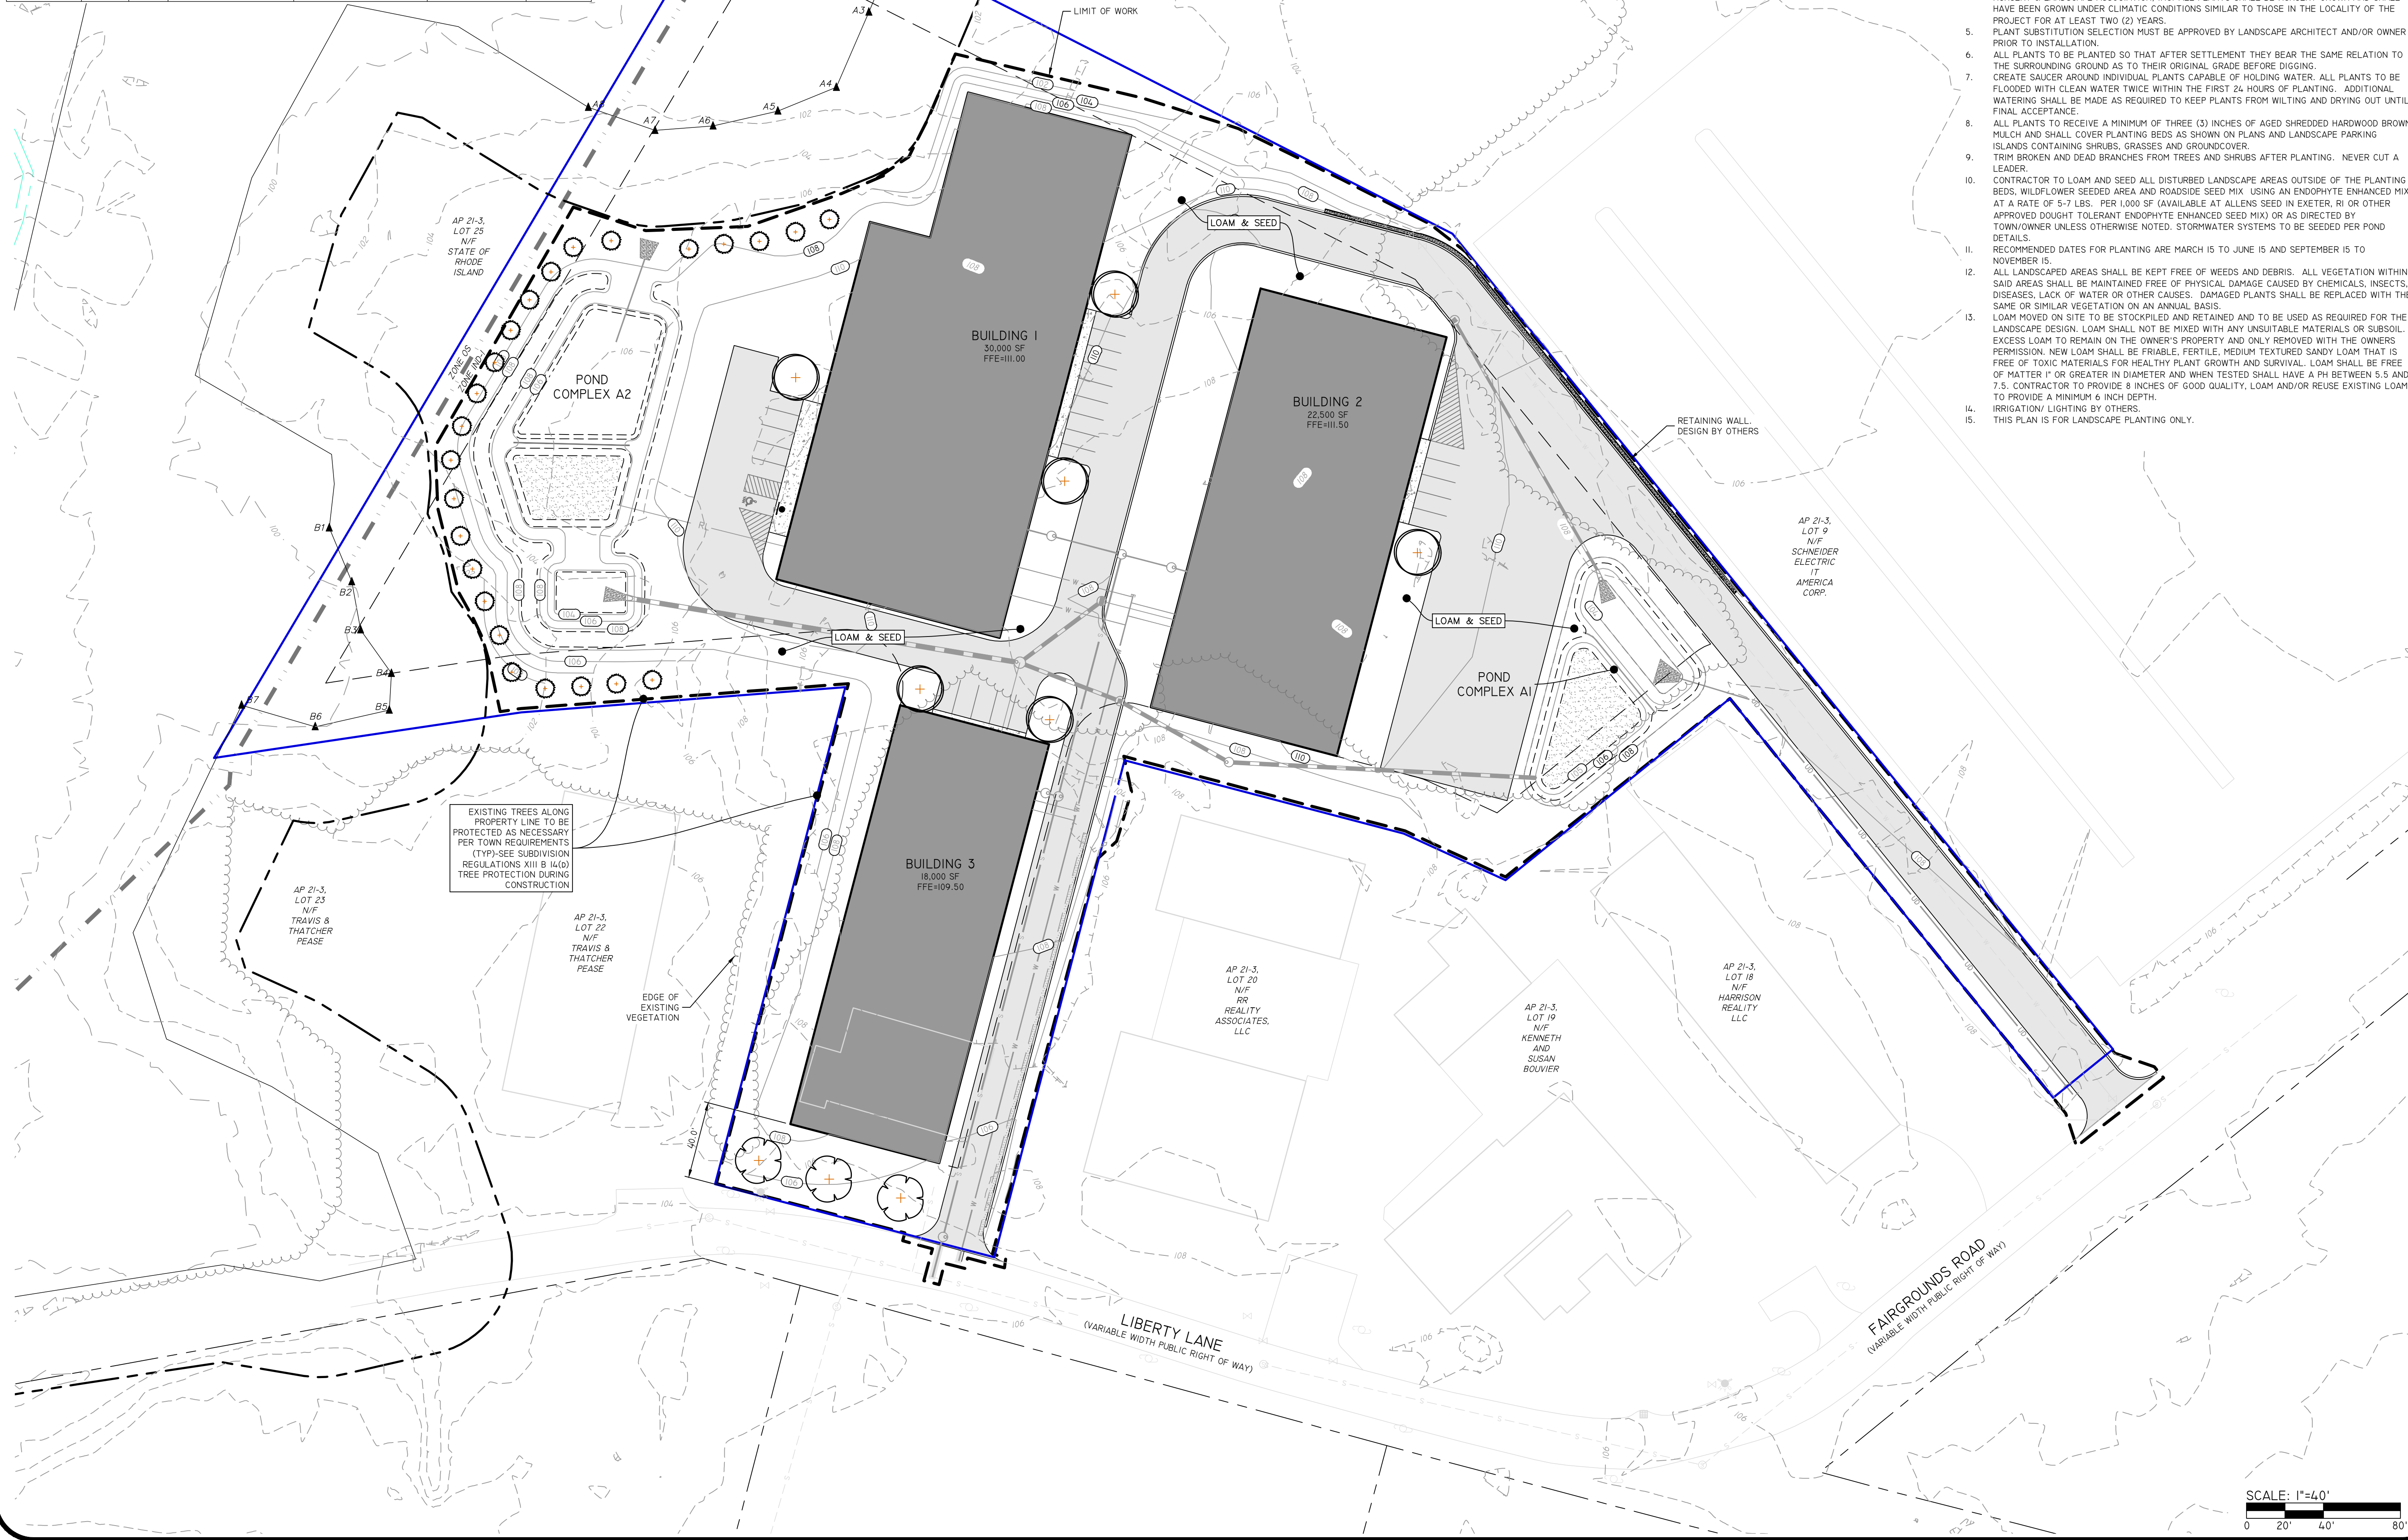 HAVE BEEN GROWN UNDER CLIMATIC CONDITIONS SIMILAR TO THOSE IN THE LOCALITY OF THE
PROJECT FOR AT LEAST TWO (2) YEARS.
5. PLANT SUBSTITUTION SELECTION MUST BE APPROVED BY LANDSCAPE ARCHITECT AND/OR OWNER
PRIOR TO INSTALLATION.
6. ALL PLANTS TO BE PLANTED SO THAT AFTER SETTLEMENT THEY BEAR THE SAME RELATION TO
THE SURROUNDING GROUND AS TO THEIR ORIGINAL GRADE BEFORE DIGGING.
7. CREATE SAUCER AROUND INDIVIDUAL PLANTS CAPABLE OF HOLDING WATER. ALL PLANTS TO BE
FLOODED WITH CLEAN WATER TWICE WITHIN THE FIRST 24 HOURS OF PLANTING. ADDITIONAL
WATERING SHALL BE MADE AS REQUIRED TO KEEP PLANTS FROM WILTING AND DRYING OUT UNTIL
FINAL ACCEPTANCE.
8. ALL PLANTS TO RECEIVE A MINIMUM OF THREE (3) INCHES OF AGED SHREDDED HARDWOOD BROWN
MULCH AND SHALL COVER PLANTING BEDS AS SHOWN ON PLANS AND LANDSCAPE PARKING
ISLANDS CONTAINING SHRUBS, GRASSES AND GROUNDCOVER.
9. TRIM BROKEN AND DEAD BRANCHES FROM TREES AND SHRUBS AFTER PLANTING. NEVER CUT A
LEADER.
10. CONTRACTOR TO LOAM AND SEED ALL DISTURBED LANDSCAPE AREAS OUTSIDE OF THE PLANTING
BEDS, WILDFLOWER SEEDED AREA AND ROADSIDE SEED MIX USING AN ENDOPHYTE ENHANCED MIX
AT A RATE OF 5-7 LBS. PER 1,000 SF (AVAILABLE AT ALLENS SEED IN EXETER, RI OR OTHER
APPROVED DOUGHT TOLERANT ENDOPHYTE ENHANCED SEED MIX) OR AS DIRECTED BY
TOWN/OWNER UNLESS OTHERWISE NOTED. STORMWATER SYSTEMS TO BE SEEDED PER POND
DETAILS.
11. RECOMMENDED DATES FOR PLANTING ARE MARCH 15 TO JUNE 15 AND SEPTEMBER 15 TO
NOVEMBER 15.
12. ALL LANDSCAPED AREAS SHALL BE KEPT FREE OF WEEDS AND DEBRIS. ALL VEGETATION WITHIN
SAID AREAS SHALL BE MAINTAINED FREE OF PHYSICAL DAMAGE CAUSED BY CHEMICALS, INSECTS,
DISEASES, LACK OF WATER OR OTHER CAUSES. DAMAGED PLANTS SHALL BE REPLACED WITH THE
SAME OR SIMILAR VEGETATION ON AN ANNUAL BASIS.
13. LOAM MOVED ON SITE TO BE STOCKPILED AND RETAINED AND TO BE USED AS REQUIRED FOR THE
LANDSCAPE DESIGN. LOAM SHALL NOT BE MIXED WITH ANY UNSUITABLE MATERIALS OR SUBSOIL.
EXCESS LOAM TO REMAIN ON THE OWNER'S PROPERTY AND ONLY REMOVED WITH THE OWNERS
PERMISSION. NEW LOAM SHALL BE FRIABLE, FERTILE, MEDIUM TEXTURED SANDY LOAM THAT IS
FREE OF TOXIC MATERIALS FOR HEALTHY PLANT GROWTH AND SURVIVAL. LOAM SHALL BE FREE
OF MATTER 1" OR GREATER IN DIAMETER AND WHEN TESTED SHALL HAVE A PH BETWEEN 5.5 AND
7.5. CONTRACTOR TO PROVIDE 8 INCHES OF GOOD QUALITY, LOAM AND/OR REUSE EXISTING LOAM
TO PROVIDE A MINIMUM 6 INCH DEPTH.
14. IRRIGATION/ LIGHTING BY OTHERS.
15. THIS PLAN IS FOR LANDSCAPE PLANTING ONLY.
LIMIT OF WORK
A3
A4
A5
A6
A7
A8
AP 21-3,
LOT 25
N/F
STATE OF
RHODE
ISLAND
ZONE OS
ZONE IND
POND
COMPLEX A2
BUILDING 1
30,000 SF
FFE=111.00
LOAM & SEED
BUILDING 2
22,500 SF
FFE=111.50
RETAINING WALL.
DESIGN BY OTHERS
AP 21-3,
LOT 9
N/F
SCHNEIDER
ELECTRIC
IT
AMERICA
CORP.
B1
B2
B3
B4
B5
B6
B7
LOAM & SEED
LOAM & SEED
POND
COMPLEX A1
EXISTING TREES ALONG
PROPERTY LINE TO BE
PROTECTED AS NECESSARY
PER TOWN REQUIREMENTS
(TYP)-SEE SUBDIVISION
REGULATIONS XIII B 14(D)
TREE PROTECTION DURING
CONSTRUCTION
BUILDING 3
18,000 SF
FFE=109.50
AP 21-3,
LOT 23
N/F
TRAVIS &
THATCHER
PEASE
AP 21-3,
LOT 22
N/F
TRAVIS &
THATCHER
PEASE
EDGE OF
EXISTING
VEGETATION
AP 21-3,
LOT 20
N/F
RR
REALITY
ASSOCIATES,
LLC
AP 21-3,
LOT 19
N/F
KENNETH
AND
SUSAN
BOUVIER
AP 21-3,
LOT 18
N/F
HARRISON
REALITY
LLC
40.0'
LIBERTY LANE
(VARIABLE WIDTH PUBLIC RIGHT OF WAY)
FAIRGROUNDS ROAD
(VARIABLE WIDTH PUBLIC RIGHT OF WAY)
SCALE: 1"=40'
0 20' 40' 80'